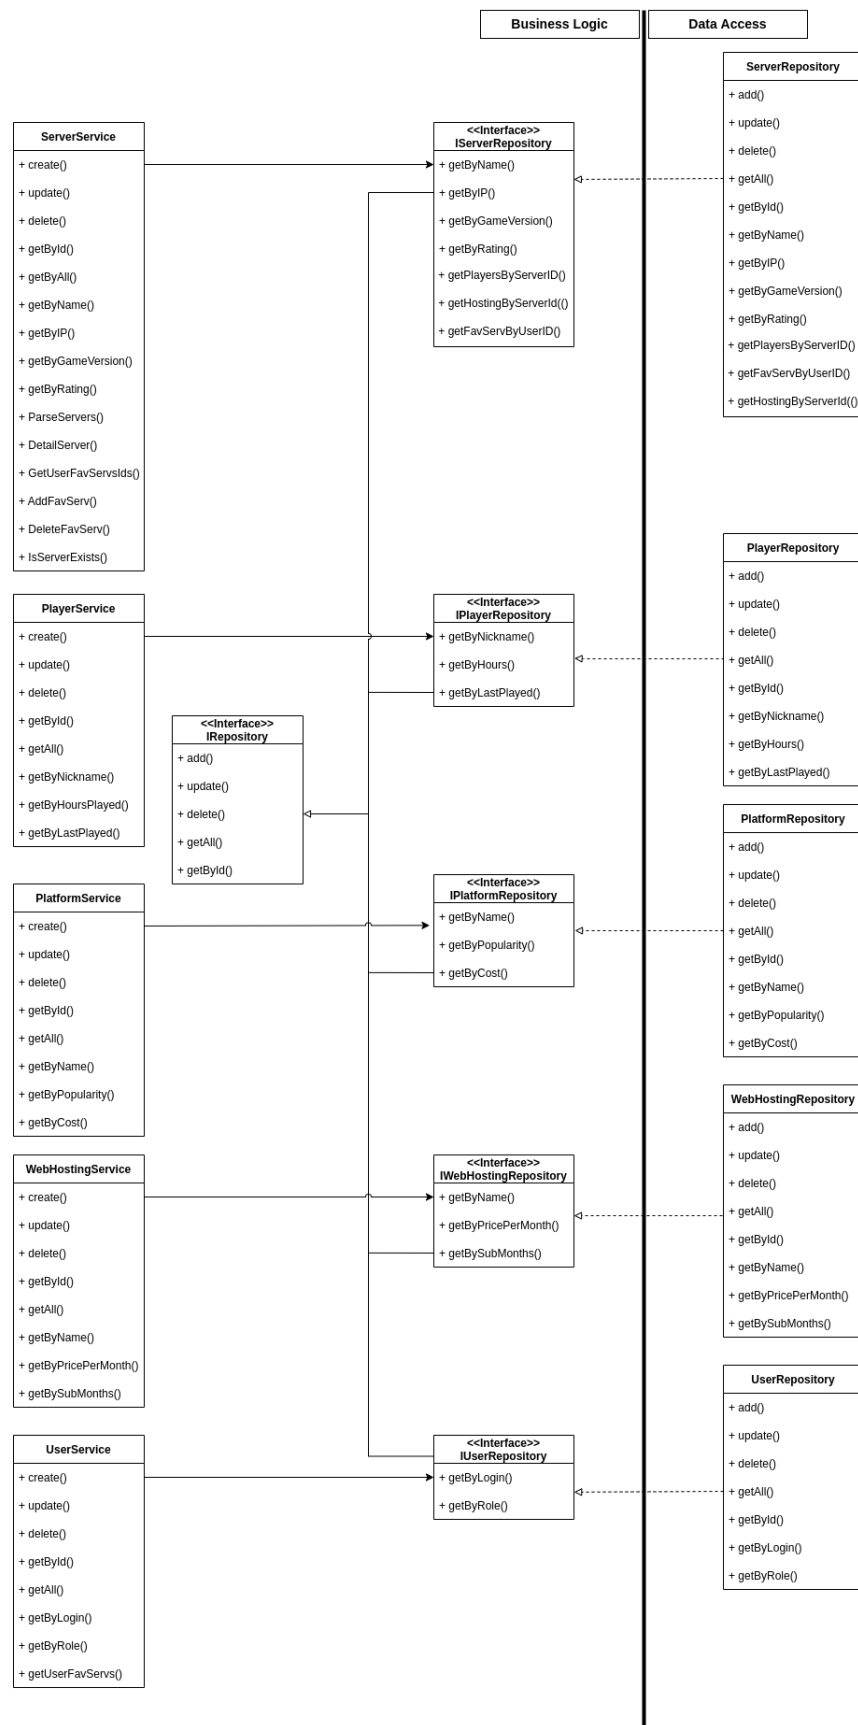 Business Logic
Data Access
ServerService
+ create()
+ update()
+ delete()
+ getById()
+ getByAll()
+ getByName()
+ getByIP()
+ getByGameVersion()
+ getByRating()
+ ParseServers()
+ DetailServer()
+ GetUserFavServsIds()
+ AddFavServ()
+ DeleteFavServ()
+ IsServerExists()
<<Interface>>
IServerRepository
+ getByName()
+ getByIP()
+ getByGameVersion()
+ getByRating()
+ getPlayersByServerID()
+ getHostingByServerId(()
+ getFavServByUserID()
ServerRepository
+ add()
+ update()
+ delete()
+ getAll()
+ getById()
+ getByName()
+ getByIP()
+ getByGameVersion()
+ getByRating()
+ getPlayersByServerID()
+ getFavServByUserID()
+ getHostingByServerId(()
PlayerService
+ create()
+ update()
+ delete()
+ getById()
+ getAll()
+ getByNickname()
+ getByHoursPlayed()
+ getByLastPlayed()
<<Interface>>
IPlayerRepository
+ getByNickname()
+ getByHours()
+ getByLastPlayed()
PlayerRepository
+ add()
+ update()
+ delete()
+ getAll()
+ getById()
+ getByNickname()
+ getByHours()
+ getByLastPlayed()
<<Interface>>
IRepository
+ add()
+ update()
+ delete()
+ getAll()
+ getById()
PlatformService
+ create()
+ update()
+ delete()
+ getById()
+ getAll()
+ getByName()
+ getByPopularity()
+ getByCost()
<<Interface>>
IPlatformRepository
+ getByName()
+ getByPopularity()
+ getByCost()
PlatformRepository
+ add()
+ update()
+ delete()
+ getAll()
+ getById()
+ getByName()
+ getByPopularity()
+ getByCost()
WebHostingService
+ create()
+ update()
+ delete()
+ getById()
+ getAll()
+ getByName()
+ getByPricePerMonth()
+ getBySubMonths()
<<Interface>>
IWebHostingRepository
+ getByName()
+ getByPricePerMonth()
+ getBySubMonths()
WebHostingRepository
+ add()
+ update()
+ delete()
+ getAll()
+ getById()
+ getByName()
+ getByPricePerMonth()
+ getBySubMonths()
UserService
+ create()
+ update()
+ delete()
+ getById()
+ getAll()
+ getByLogin()
+ getByRole()
+ getUserFavServs()
<<Interface>>
IUserRepository
+ getByLogin()
+ getByRole()
UserRepository
+ add()
+ update()
+ delete()
+ getAll()
+ getById()
+ getByLogin()
+ getByRole()